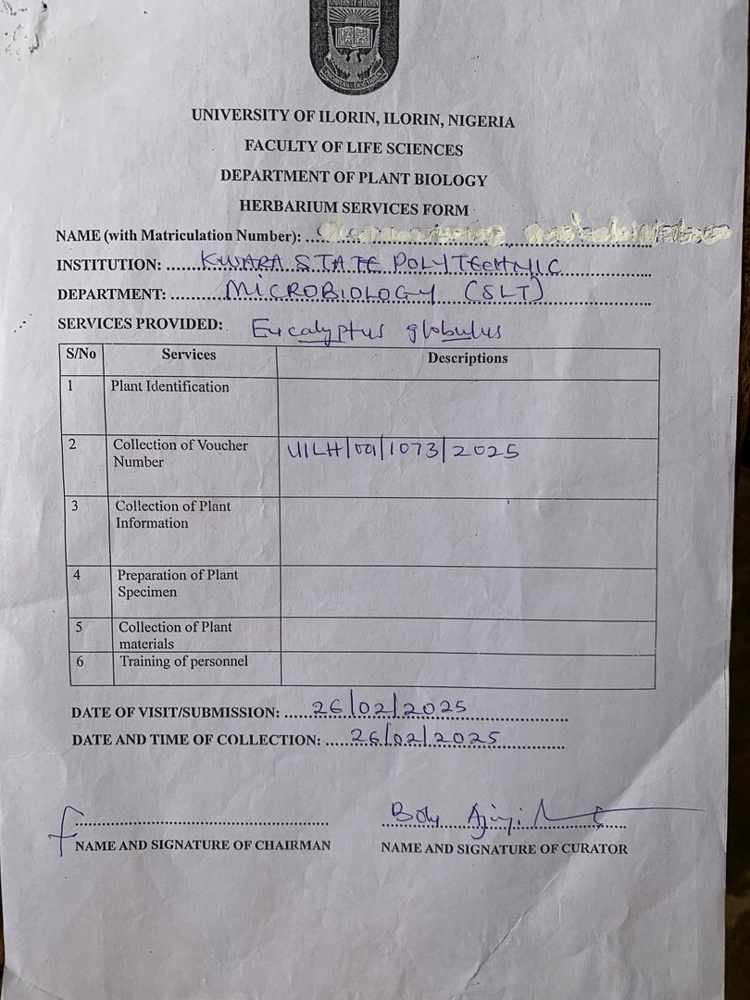 UNIVERSITY OF ILORIN, ILORIN, NIGERIA
FACULTY OF LIFE SCIENCES
DEPARTMENT OF PLANT BIOLOGY
HERBARIUM SERVICES FORM
NAME (with Matriculation Number):
INSTITUTION: KWARA STATE POLYTECHNIC
DEPARTMENT: MICROBIOLOGY (SLT)
SERVICES PROVIDED: Eucalyptus globulus
S/No Services Descriptions
1 Plant Identification
2 Collection of Voucher UILH/001/1073/2025
Number
3 Collection of Plant
Information
4 Preparation of Plant
Specimen
5 Collection of Plant
materials
6 Training of personnel
DATE OF VISIT/SUBMISSION: 26/02/2025
DATE AND TIME OF COLLECTION: 26/02/2025
NAME AND SIGNATURE OF CHAIRMAN
NAME AND SIGNATURE OF CURATOR